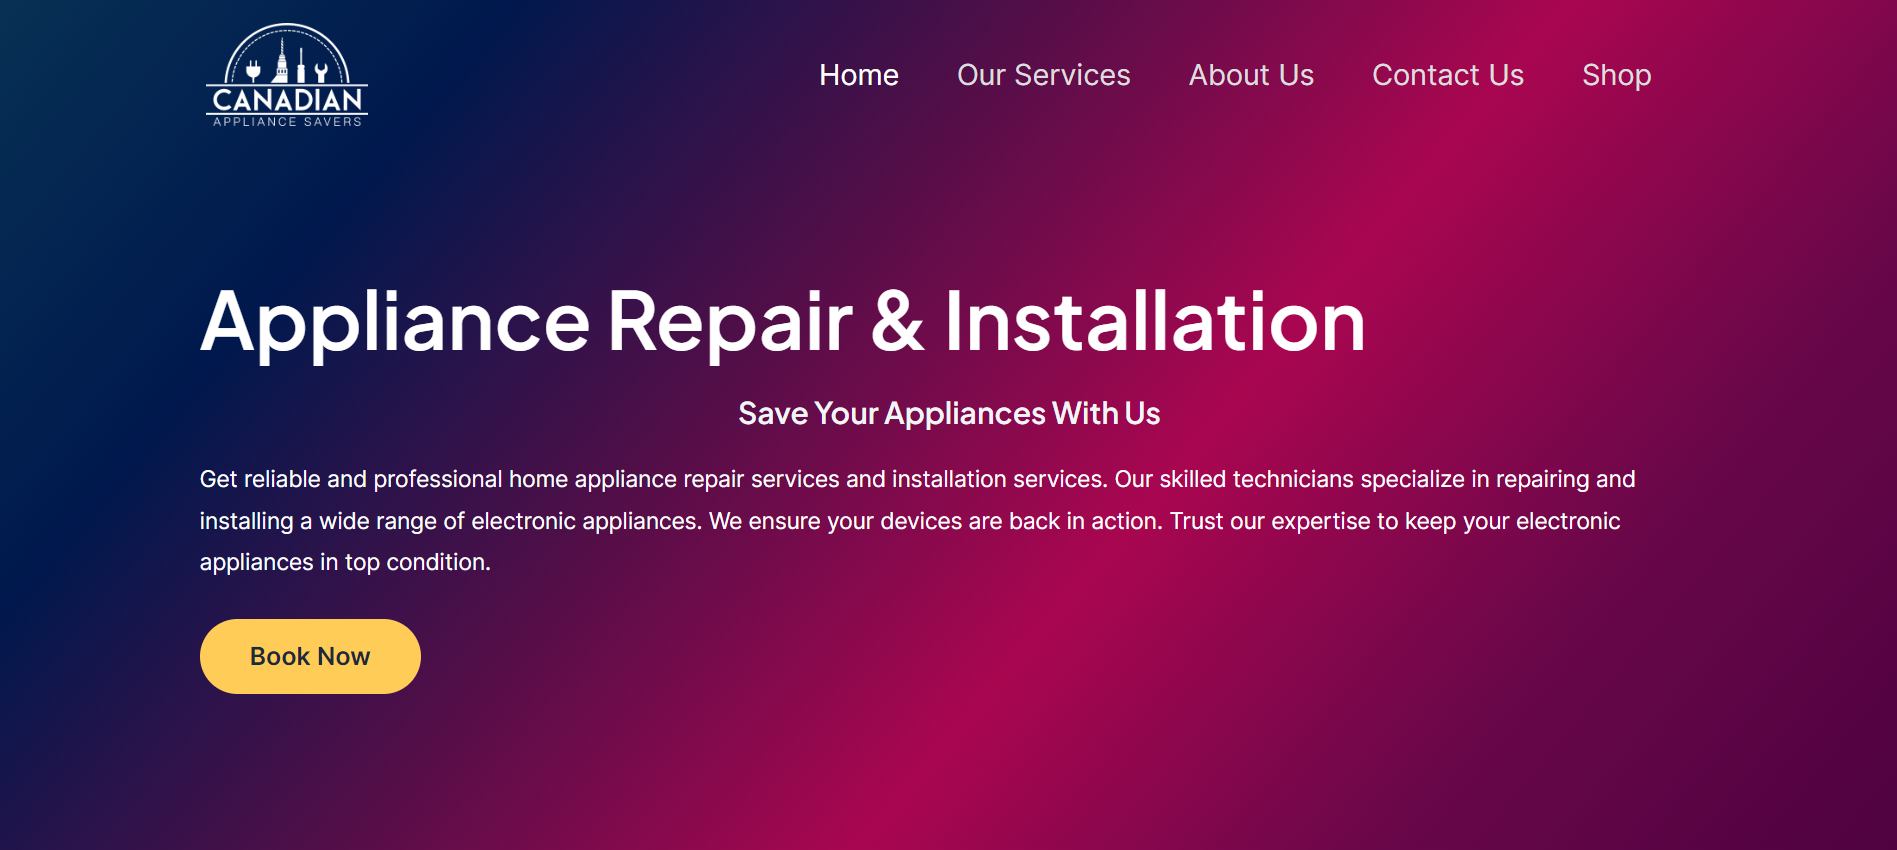 CANADIAN
APPLIANCE SAVERS
Home
Our Services
About Us
Contact Us
Shop
Appliance Repair & Installation
Save Your Appliances With Us
Get reliable and professional home appliance repair services and installation services. Our skilled technicians specialize in repairing and
installing a wide range of electronic appliances. We ensure your devices are back in action. Trust our expertise to keep your electronic
appliances in top condition.
Book Now